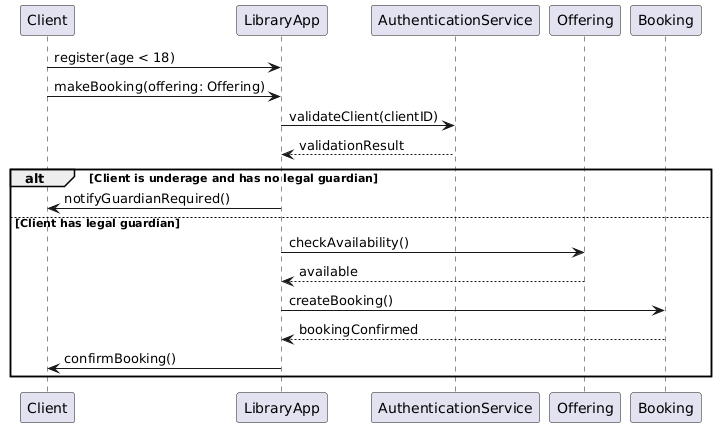 Client LibraryApp AuthenticationService Offering Booking
register(age < 18)
makeBooking(offering: Offering)
validateClient(clientID)
validationResult
alt [Client is underage and has no legal guardian]
notifyGuardianRequired()
[Client has legal guardian]
checkAvailability()
available
createBooking()
bookingConfirmed
confirmBooking()
Client LibraryApp AuthenticationService Offering Booking